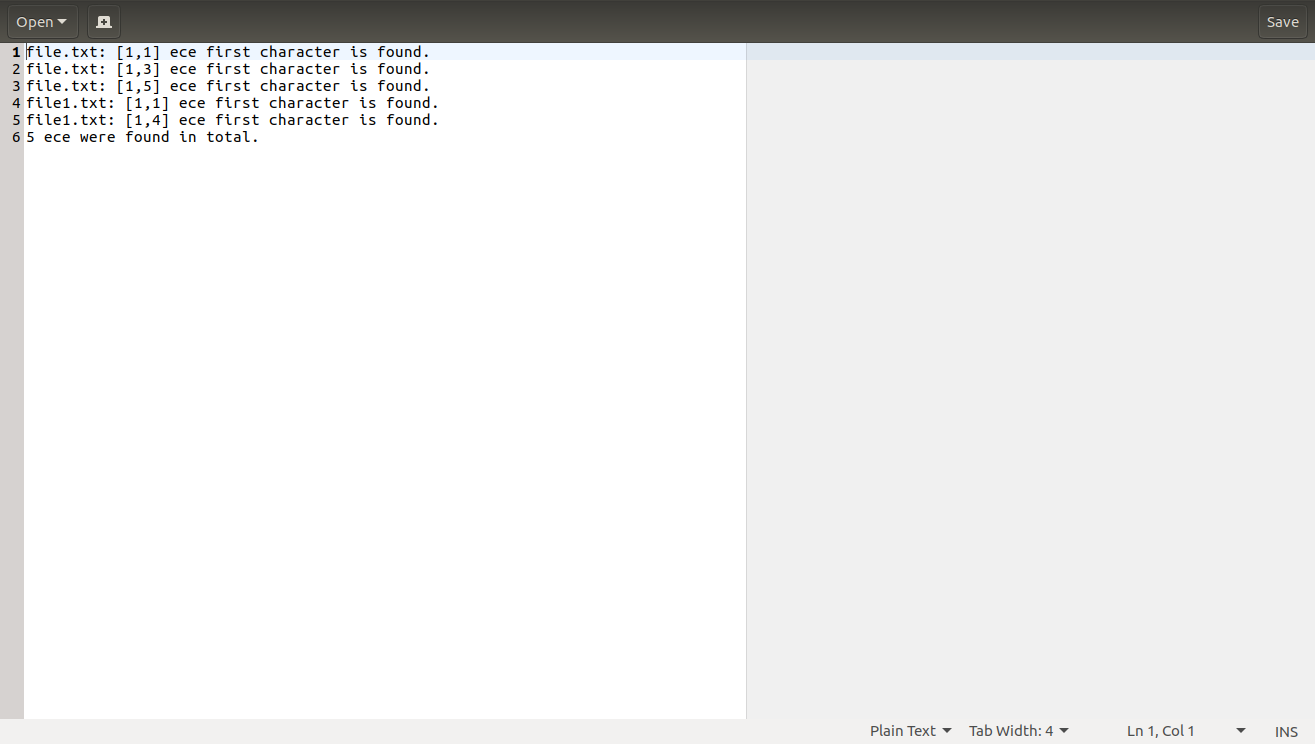 Open
Save
1 file.txt: [1,1] ece first character is found.
2 file.txt: [1,3] ece first character is found.
3 file.txt: [1,5] ece first character is found.
4 file1.txt: [1,1] ece first character is found.
5 file1.txt: [1,4] ece first character is found.
6 5 ece were found in total.
Plain Text Tab Width: 4 Ln 1, Col 1 INS